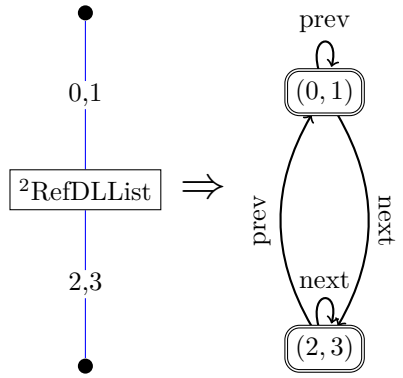 prev
0,1
(0, 1)
²RefDLList
⇒
prev
next
2,3
next
(2, 3)